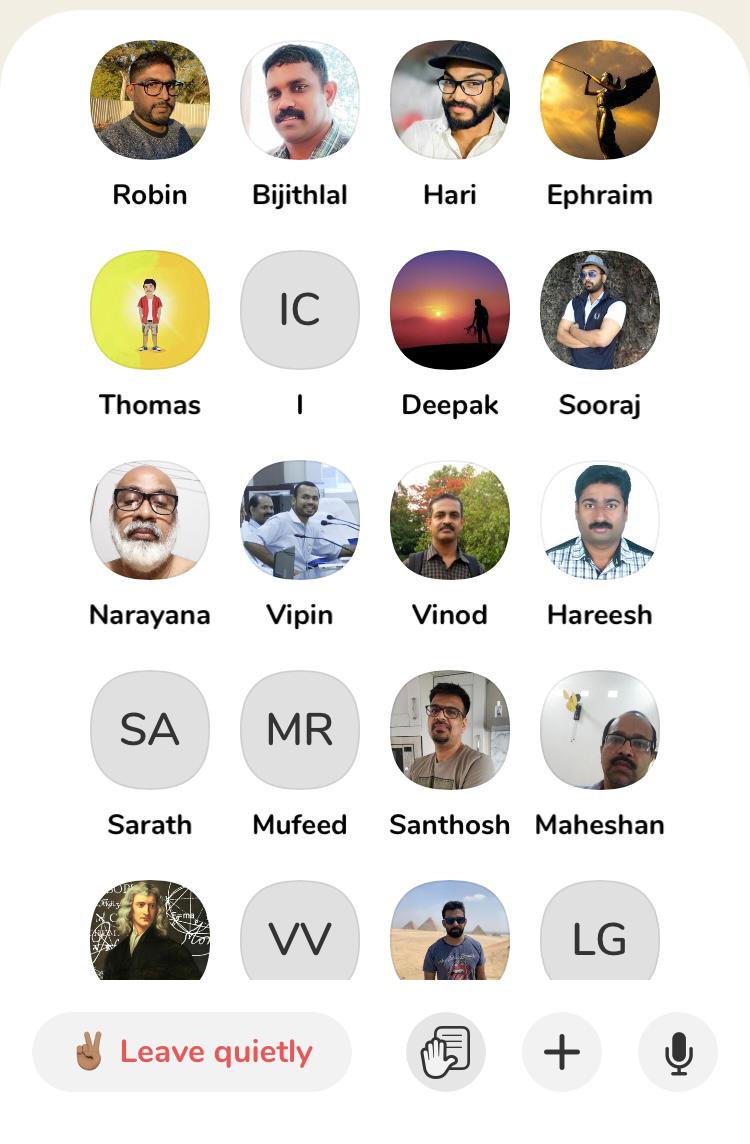 Robin
Bijithlal
Hari
Ephraim
IC
Thomas
I
Deepak
Sooraj
Narayana
Vipin
Vinod
Hareesh
SA
MR
Sarath
Mufeed
Santhosh
Maheshan
VV
LG
Leave quietly